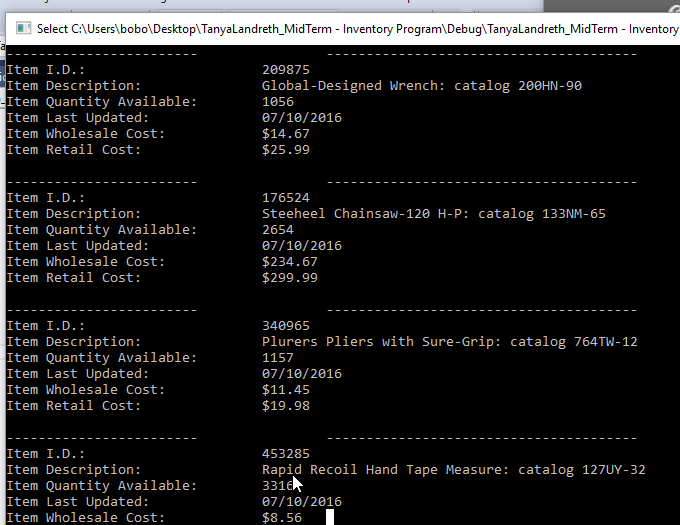 Select C:\Users\bobo\Desktop\TanyaLandreth_MidTerm - Inventory Program\Debug\TanyaLandreth_MidTerm - Inventory
------------------------ ---------------------------------------
Item I.D.: 209875
Item Description: Global-Designed Wrench: catalog 200HN-90
Item Quantity Available: 1056
Item Last Updated: 07/10/2016
Item Wholesale Cost: $14.67
Item Retail Cost: $25.99
------------------------ ---------------------------------------
Item I.D.: 176524
Item Description: Steeheel Chainsaw-120 H-P: catalog 133NM-65
Item Quantity Available: 2654
Item Last Updated: 07/10/2016
Item Wholesale Cost: $234.67
Item Retail Cost: $299.99
------------------------ ---------------------------------------
Item I.D.: 340965
Item Description: Plurers Pliers with Sure-Grip: catalog 764TW-12
Item Quantity Available: 1157
Item Last Updated: 07/10/2016
Item Wholesale Cost: $11.45
Item Retail Cost: $19.98
------------------------ ---------------------------------------
Item I.D.: 453285
Item Description: Rapid Recoil Hand Tape Measure: catalog 127UY-32
Item Quantity Available: 3316
Item Last Updated: 07/10/2016
Item Wholesale Cost: $8.56